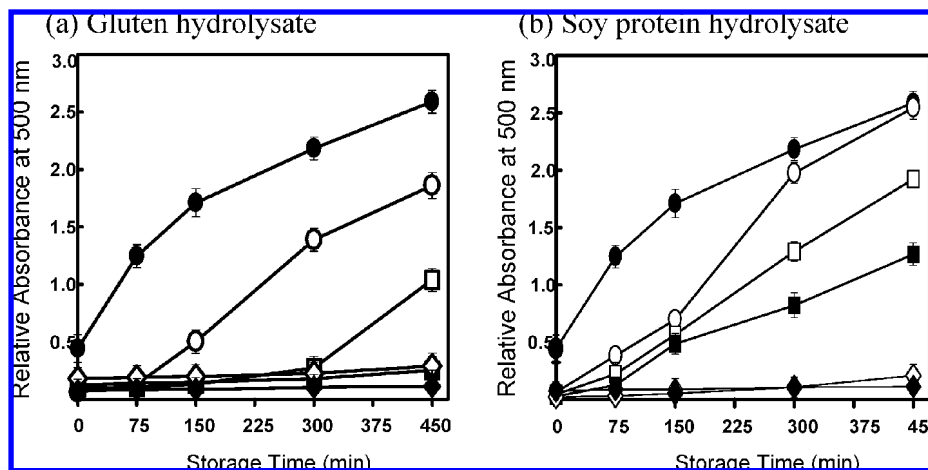 (a) Gluten hydrolysate
(b) Soy protein hydrolysate
Relative Absorbance at 500 nm
3.0
2.5
2.0
1.5
1.0
0.5
0 75 150 225 300 375 450
Storage Time (min)
Relative Absorbance at 500 nm
3.0
2.5
2.0
1.5
1.0
0.5
0 75 150 225 300 375 45
Storage Time (min)